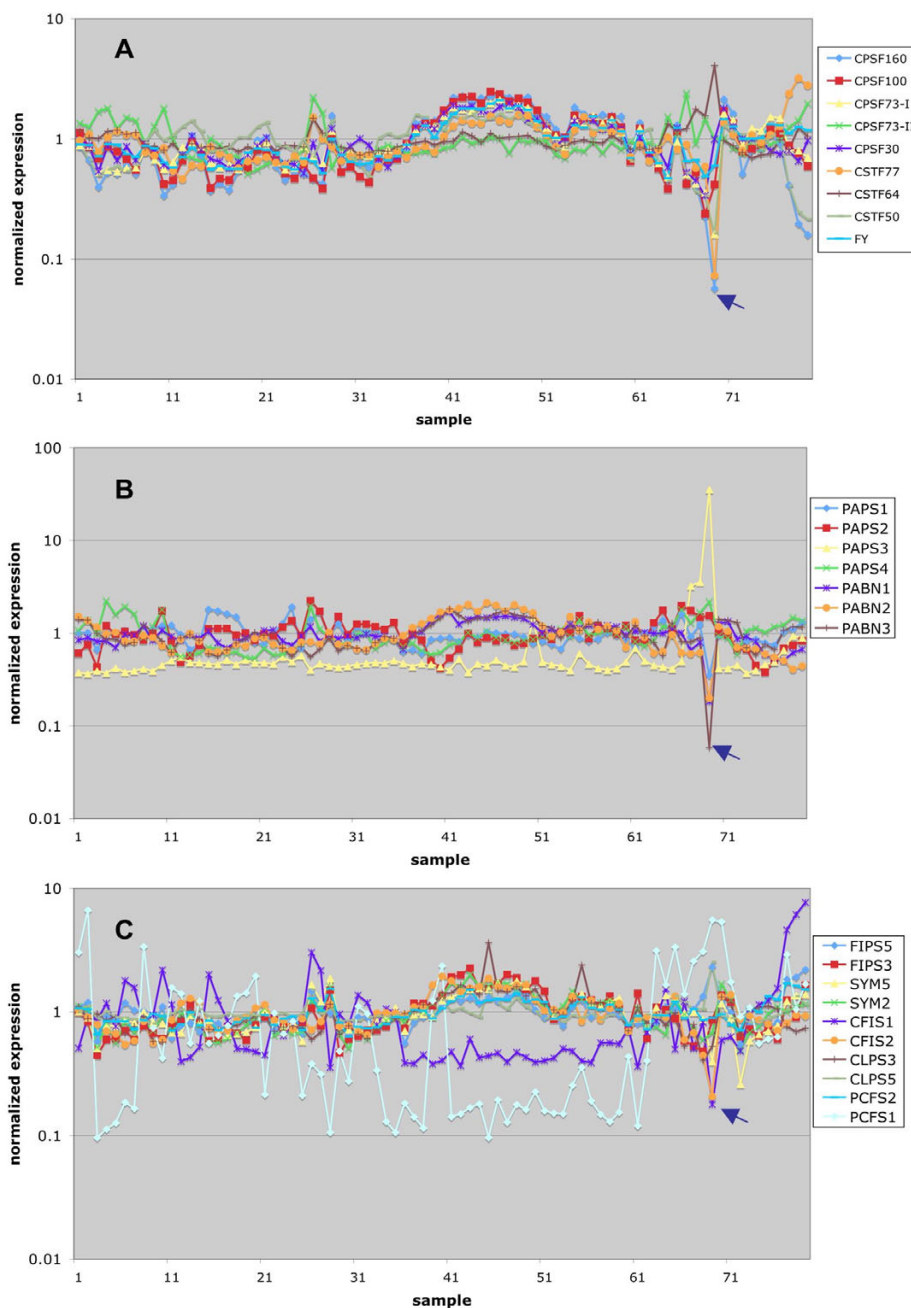 A
10
1
0.1
0.01
normalized expression
1 11 21 31 41 51 61 71
sample
CPSF160
CPSF100
CPSF73-I
CPSF73-I
CPSF30
CSTF77
CSTF64
CSTF50
FY
B
100
10
1
0.1
0.01
normalized expression
1 11 21 31 41 51 61 71
sample
PAPS1
PAPS2
PAPS3
PAPS4
PABN1
PABN2
PABN3
C
10
1
0.1
0.01
normalized expression
1 11 21 31 41 51 61 71
sample
FIPS5
FIPS3
SYM5
SYM2
CFIS1
CFIS2
CLPS3
CLPS5
PCFS2
PCFS1